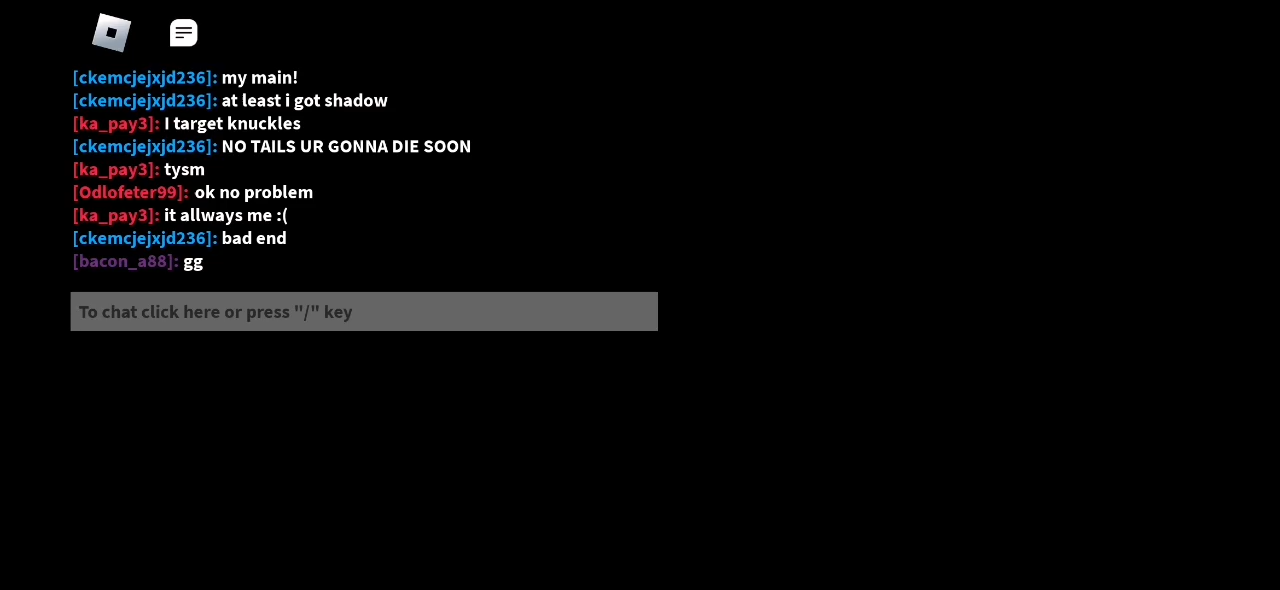 [ckemcjejxjd236]: my main!
[ckemcjejxjd236]: at least i got shadow
[ka_pay3]: I target knuckles
[ckemcjejxjd236]: NO TAILS UR GONNA DIE SOON
[ka_pay3]: tysm
[Odlofeter99]: ok no problem
[ka_pay3]: it allways me :(
[ckemcjejxjd236]: bad end
[bacon_a88]: gg
To chat click here or press "/" key